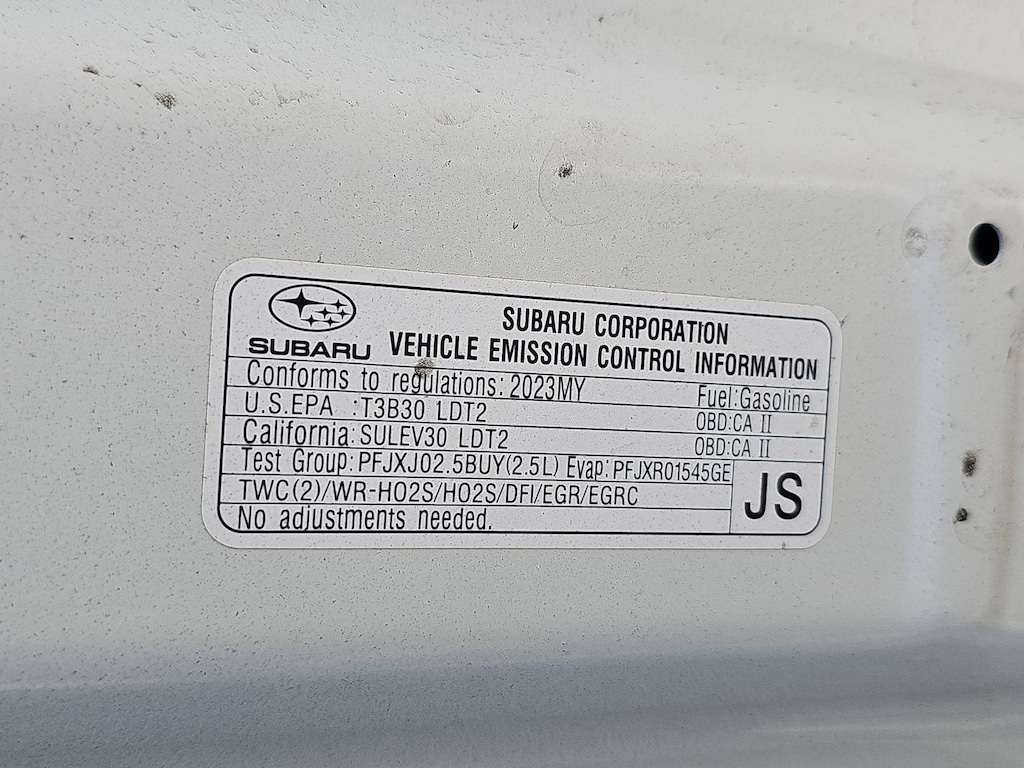 SUBARU
SUBARU CORPORATION
VEHICLE EMISSION CONTROL INFORMATION
Conforms to regulations: 2023MY Fuel:Gasoline
U.S.EPA :T3B30 LDT2 OBD:CA II
California:SULEV30 LDT2 OBD:CA II
Test Group:PFJXJ02.5BUY(2.5L) Evap:PFJXR01545GE
TWC(2)/WR-HO2S/HO2S/DFI/EGR/EGRC
No adjustments needed.
JS